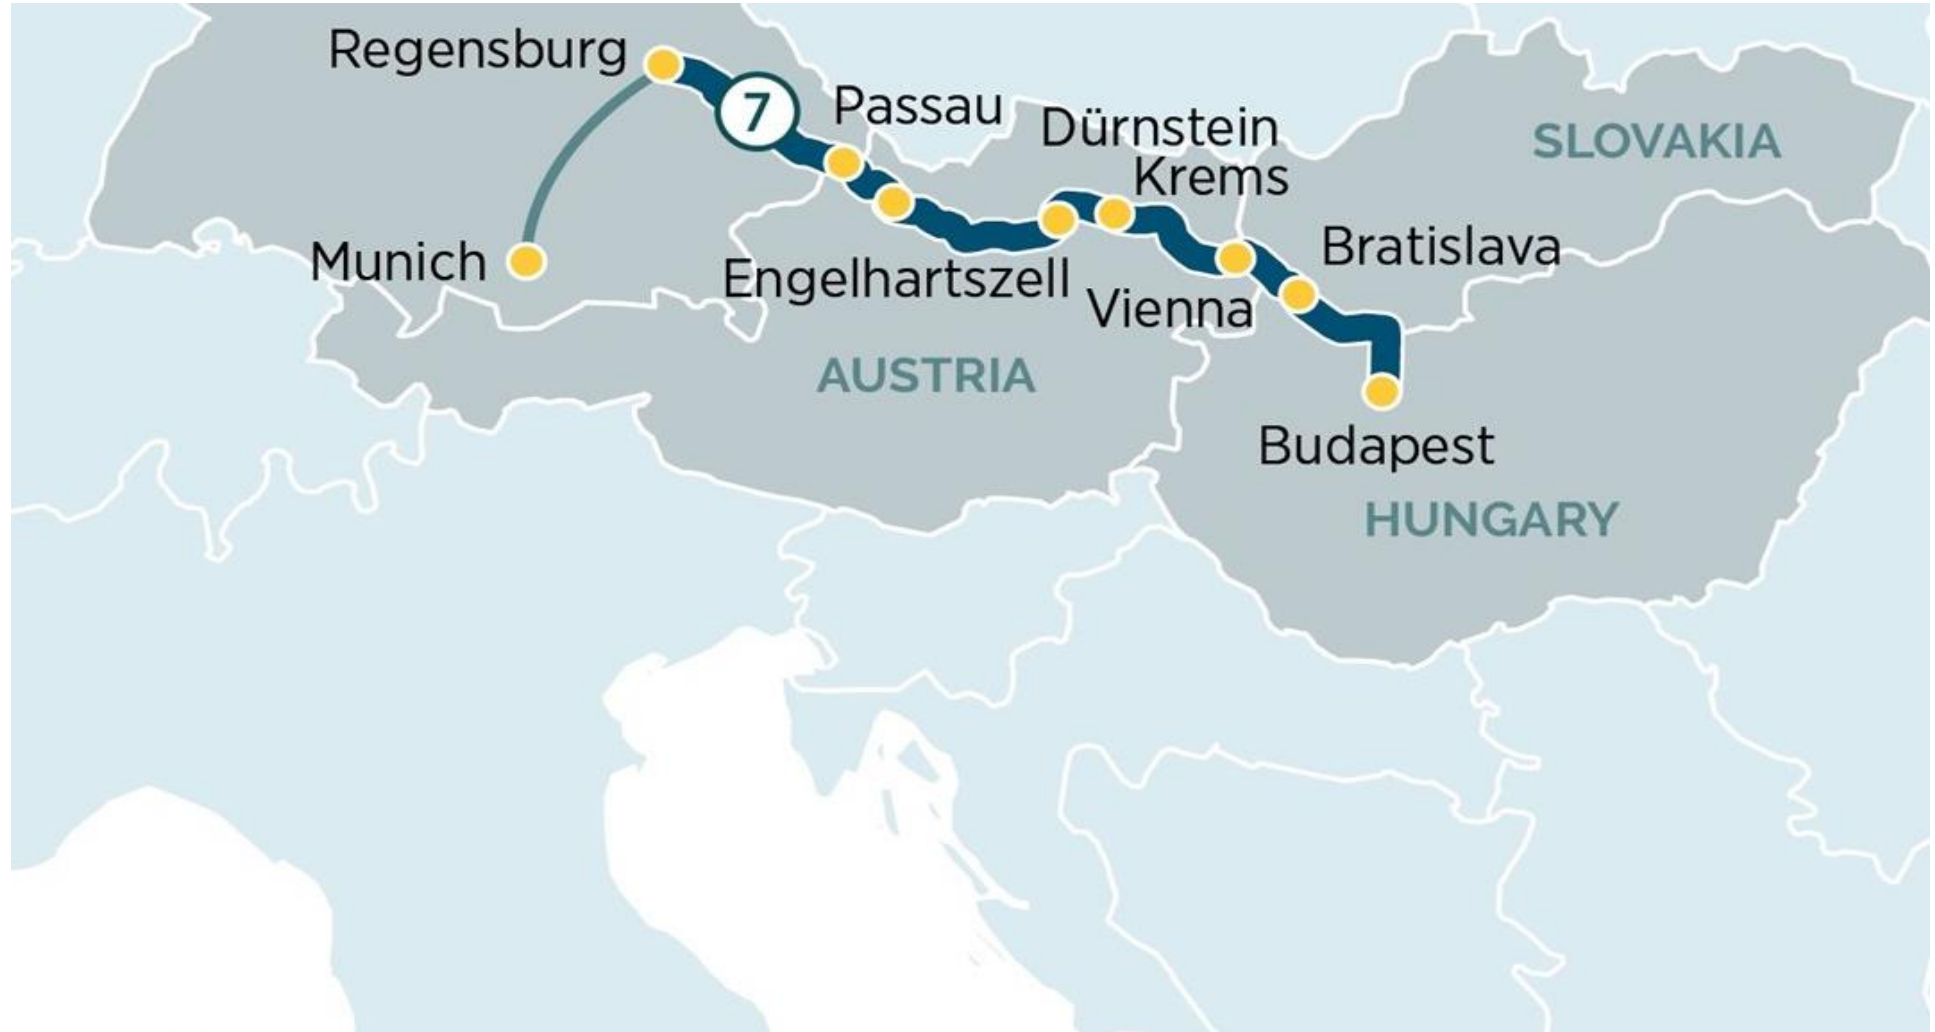 Regensburg
7
Passau
Dürnstein
SLOVAKIA
Krems
Munich
Engelhartszell
Bratislava
Vienna
AUSTRIA
Budapest
HUNGARY